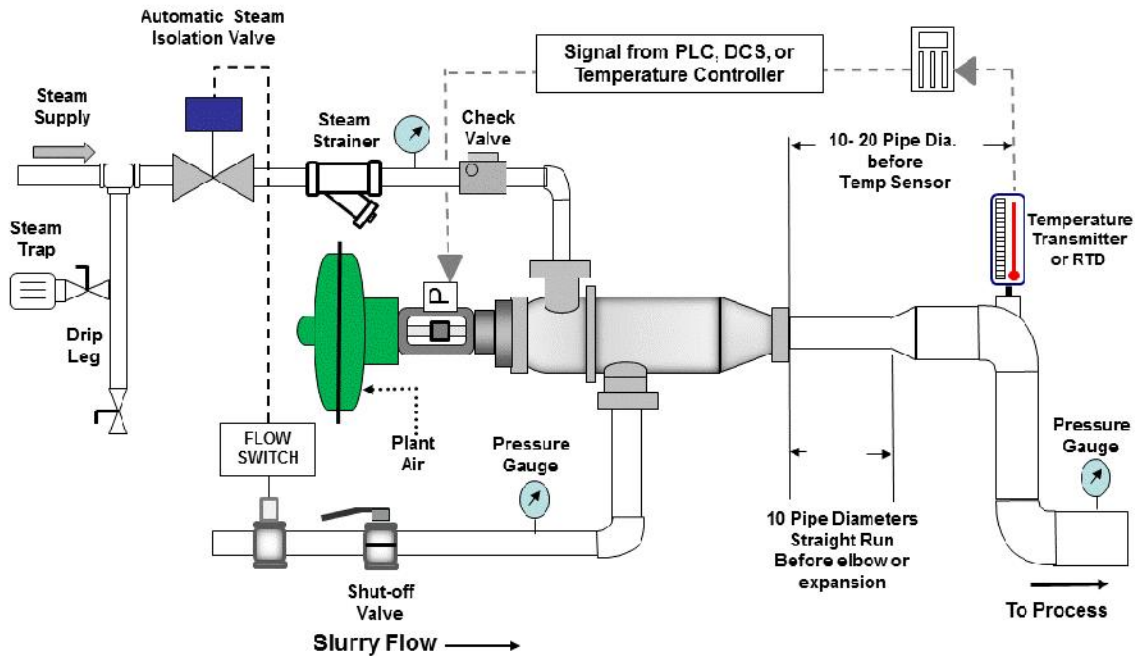 Automatic Steam
Isolation Valve
Signal from PLC, DCS, or
Temperature Controller
Steam
Supply
Steam
Strainer
Check
Valve
10- 20 Pipe Dia.
before
Temp Sensor
Steam
Trap
Temperature
Transmitter
or RTD
P
Drip
Leg
FLOW
SWITCH
Plant
Air
Pressure
Gauge
Pressure
Gauge
10 Pipe Diameters
Straight Run
Before elbow or
expansion
Shut-off
Valve
To Process
Slurry Flow